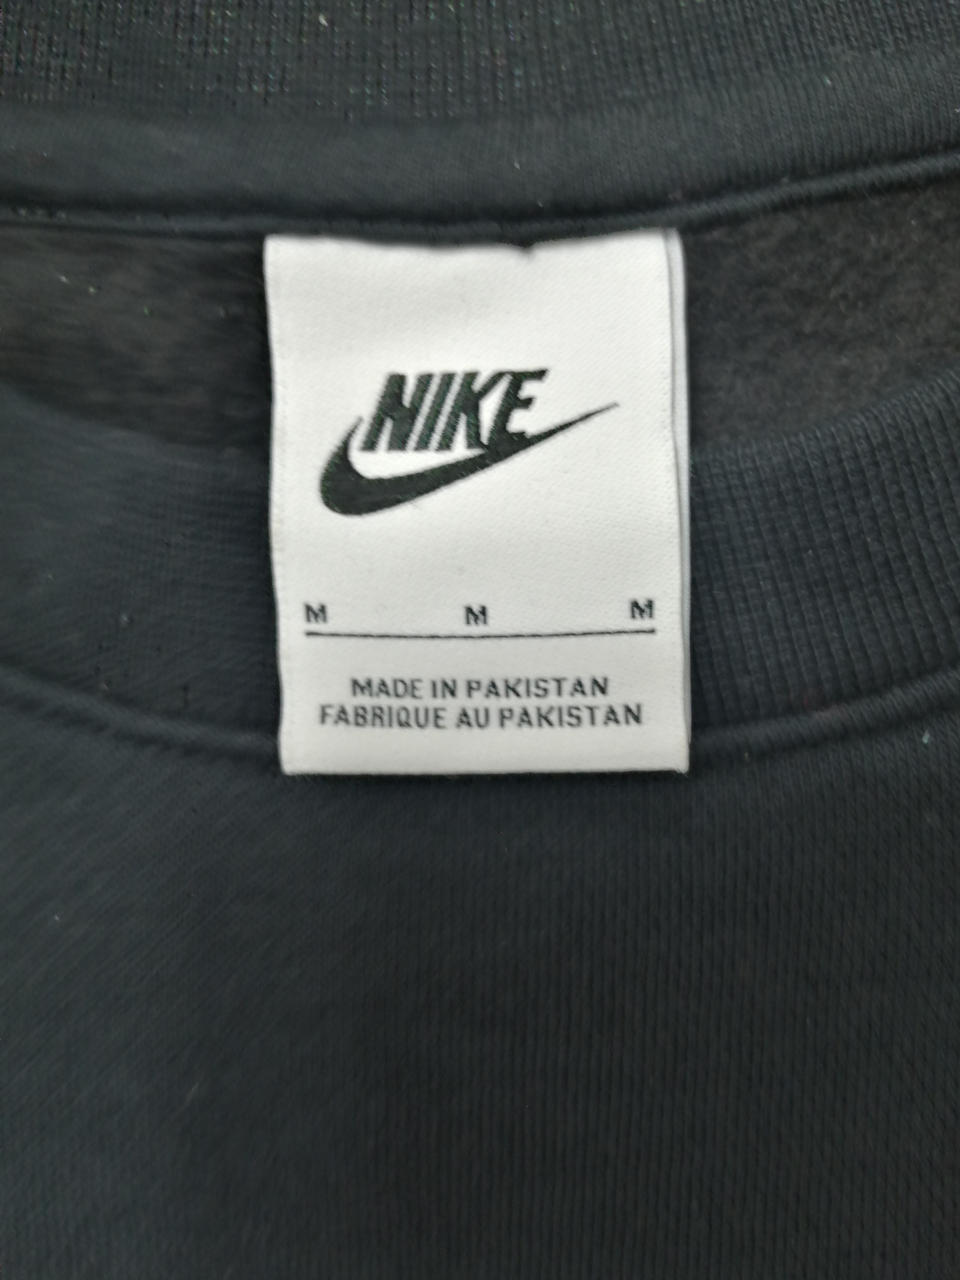 NIKE
M M M
MADE IN PAKISTAN
FABRIQUE AU PAKISTAN